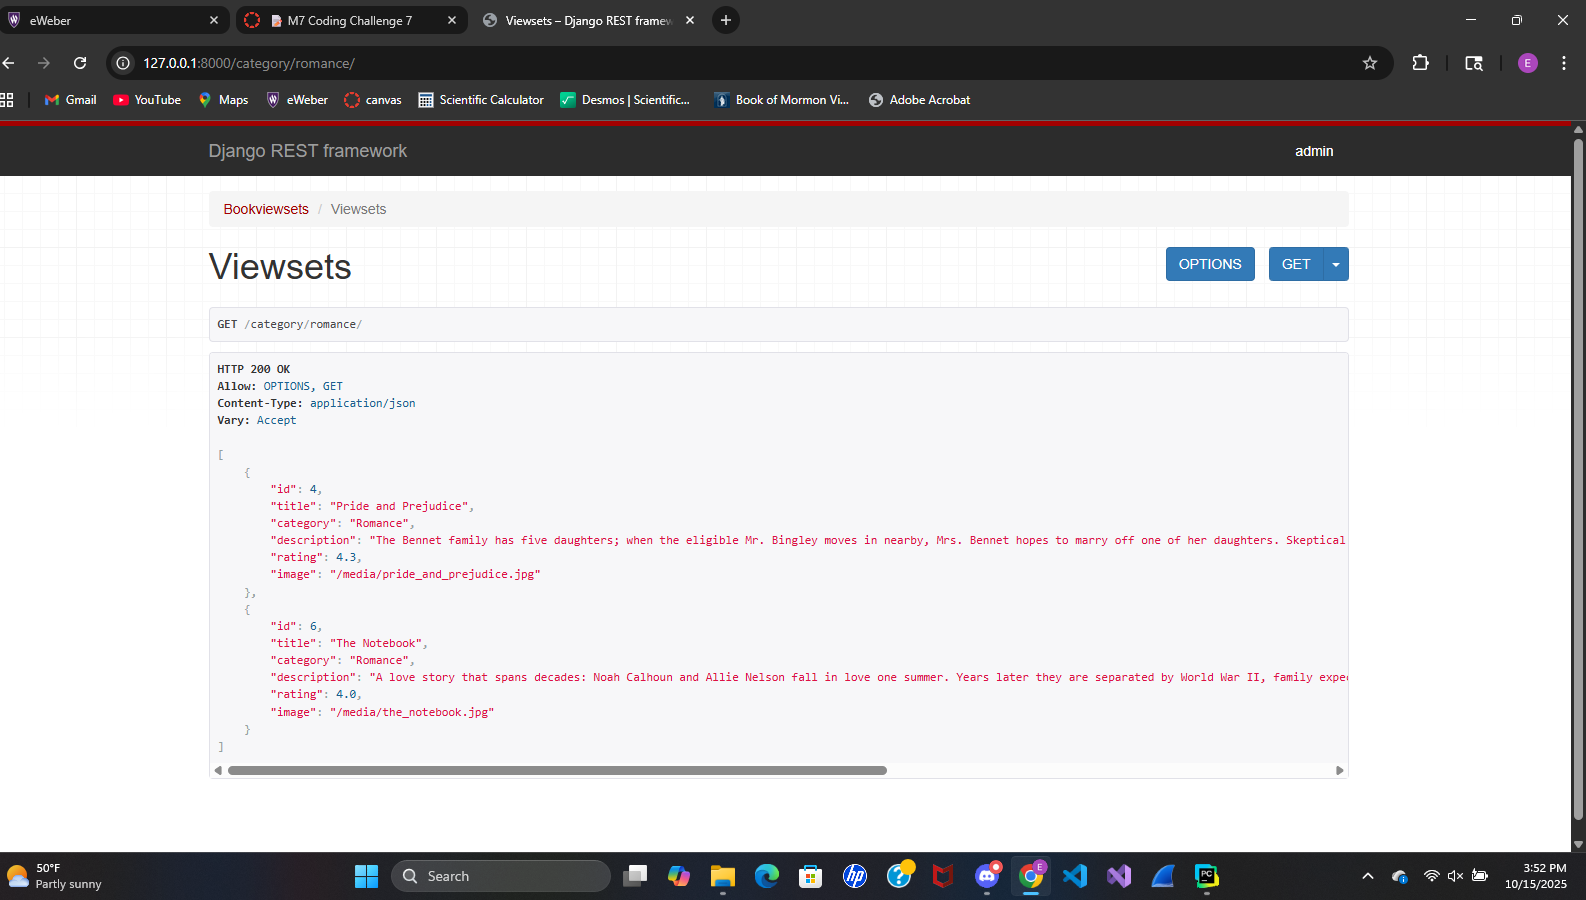 eWeber
M7 Coding Challenge 7
Viewsets – Django REST framew
127.0.0.1:8000/category/romance/
E
Gmail
YouTube
Maps
eWeber
canvas
Scientific Calculator
Desmos | Scientific...
Book of Mormon Vi...
Adobe Acrobat
Django REST framework
admin
Bookviewsets / Viewsets
Viewsets
OPTIONS
GET
GET /category/romance/
HTTP 200 OK
Allow: OPTIONS, GET
Content-Type: application/json
Vary: Accept
[
{
"id": 4,
"title": "Pride and Prejudice",
"category": "Romance",
"description": "The Bennet family has five daughters; when the eligible Mr. Bingley moves in nearby, Mrs. Bennet hopes to marry off one of her daughters. Skeptical
"rating": 4.3,
"image": "/media/pride_and_prejudice.jpg"
},
{
"id": 6,
"title": "The Notebook",
"category": "Romance",
"description": "A love story that spans decades: Noah Calhoun and Allie Nelson fall in love one summer. Years later they are separated by World War II, family expe
"rating": 4.0,
"image": "/media/the_notebook.jpg"
}
]
50°F
Partly sunny
Search
hp
E
PC
3:52 PM
10/15/2025